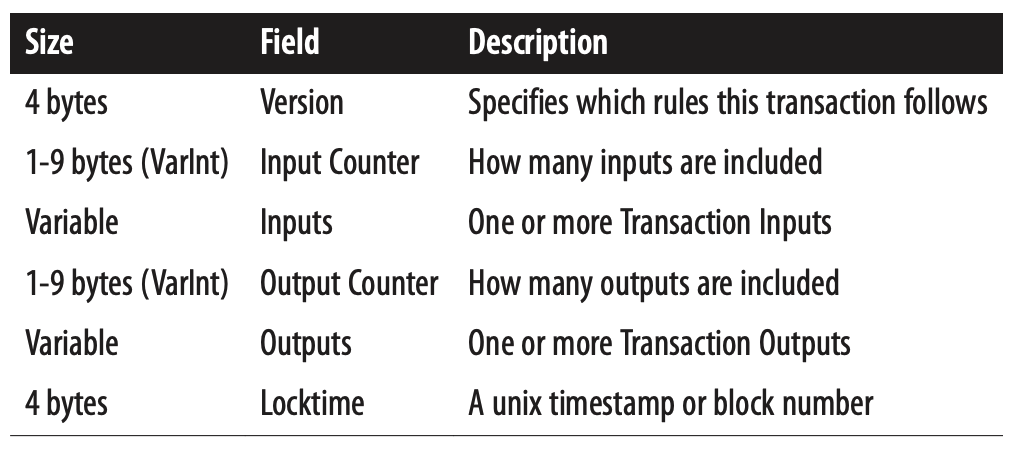 Size Field Description
4 bytes Version Specifies which rules this transaction follows
1-9 bytes (VarInt) Input Counter How many inputs are included
Variable Inputs One or more Transaction Inputs
1-9 bytes (VarInt) Output Counter How many outputs are included
Variable Outputs One or more Transaction Outputs
4 bytes Locktime A unix timestamp or block number